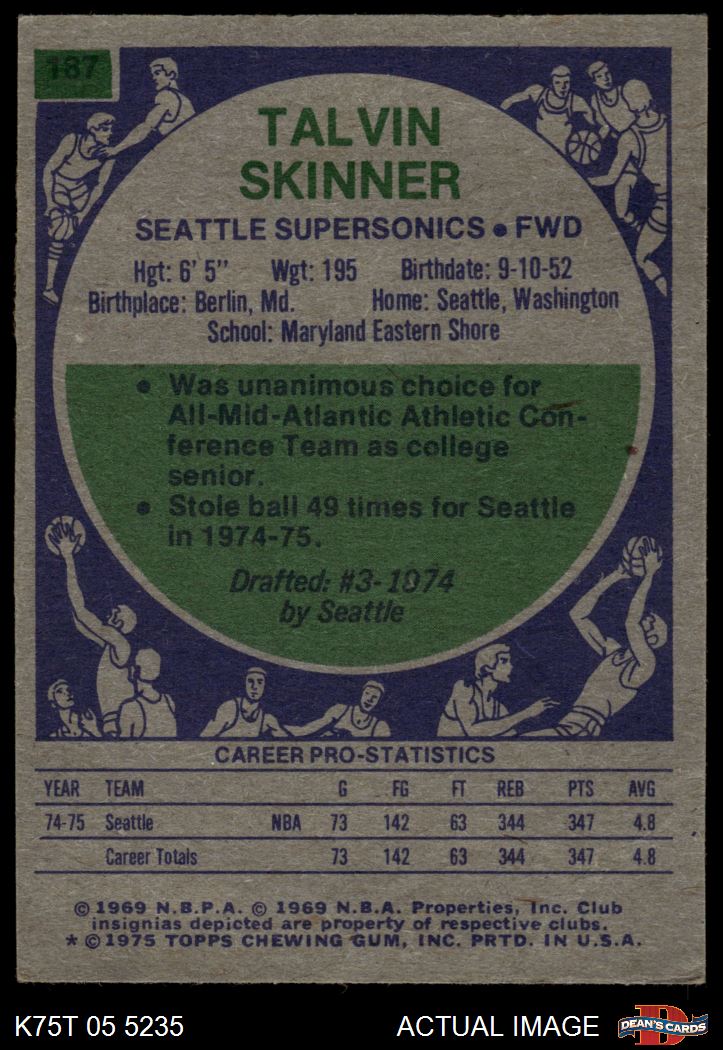 187
TALVIN
SKINNER
SEATTLE SUPERSONICS • FWD
Hgt: 6' 5" Wgt: 195 Birthdate: 9-10-52
Birthplace: Berlin, Md. Home: Seattle, Washington
School: Maryland Eastern Shore
• Was unanimous choice for
All-Mid-Atlantic Athletic Con-
ference Team as college
senior.
• Stole ball 49 times for Seattle
in 1974-75.
Drafted: #3-1974
by Seattle
CAREER PRO-STATISTICS
YEAR TEAM G FG FT REB PTS AVG
74-75 Seattle NBA 73 142 63 344 347 4.8
Career Totals 73 142 63 344 347 4.8
© 1969 N.B.P.A. © 1969 N.B.A. Properties, Inc. Club
insignias depicted are property of respective clubs.
* © 1975 TOPPS CHEWING GUM, INC. PRTD. IN U.S.A.
K75T 05 5235 ACTUAL IMAGE
D
DEAN'S CARDS